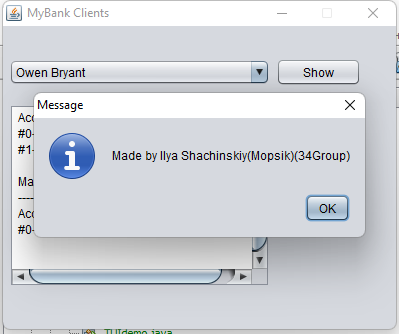 MyBank Clients
Owen Bryant
Show
Message
Acc
#0-
#1-
Made by Ilya Shachinskiy(Mopsik)(34Group)
Ma
Acc
#0-
OK
TUIdemo.java